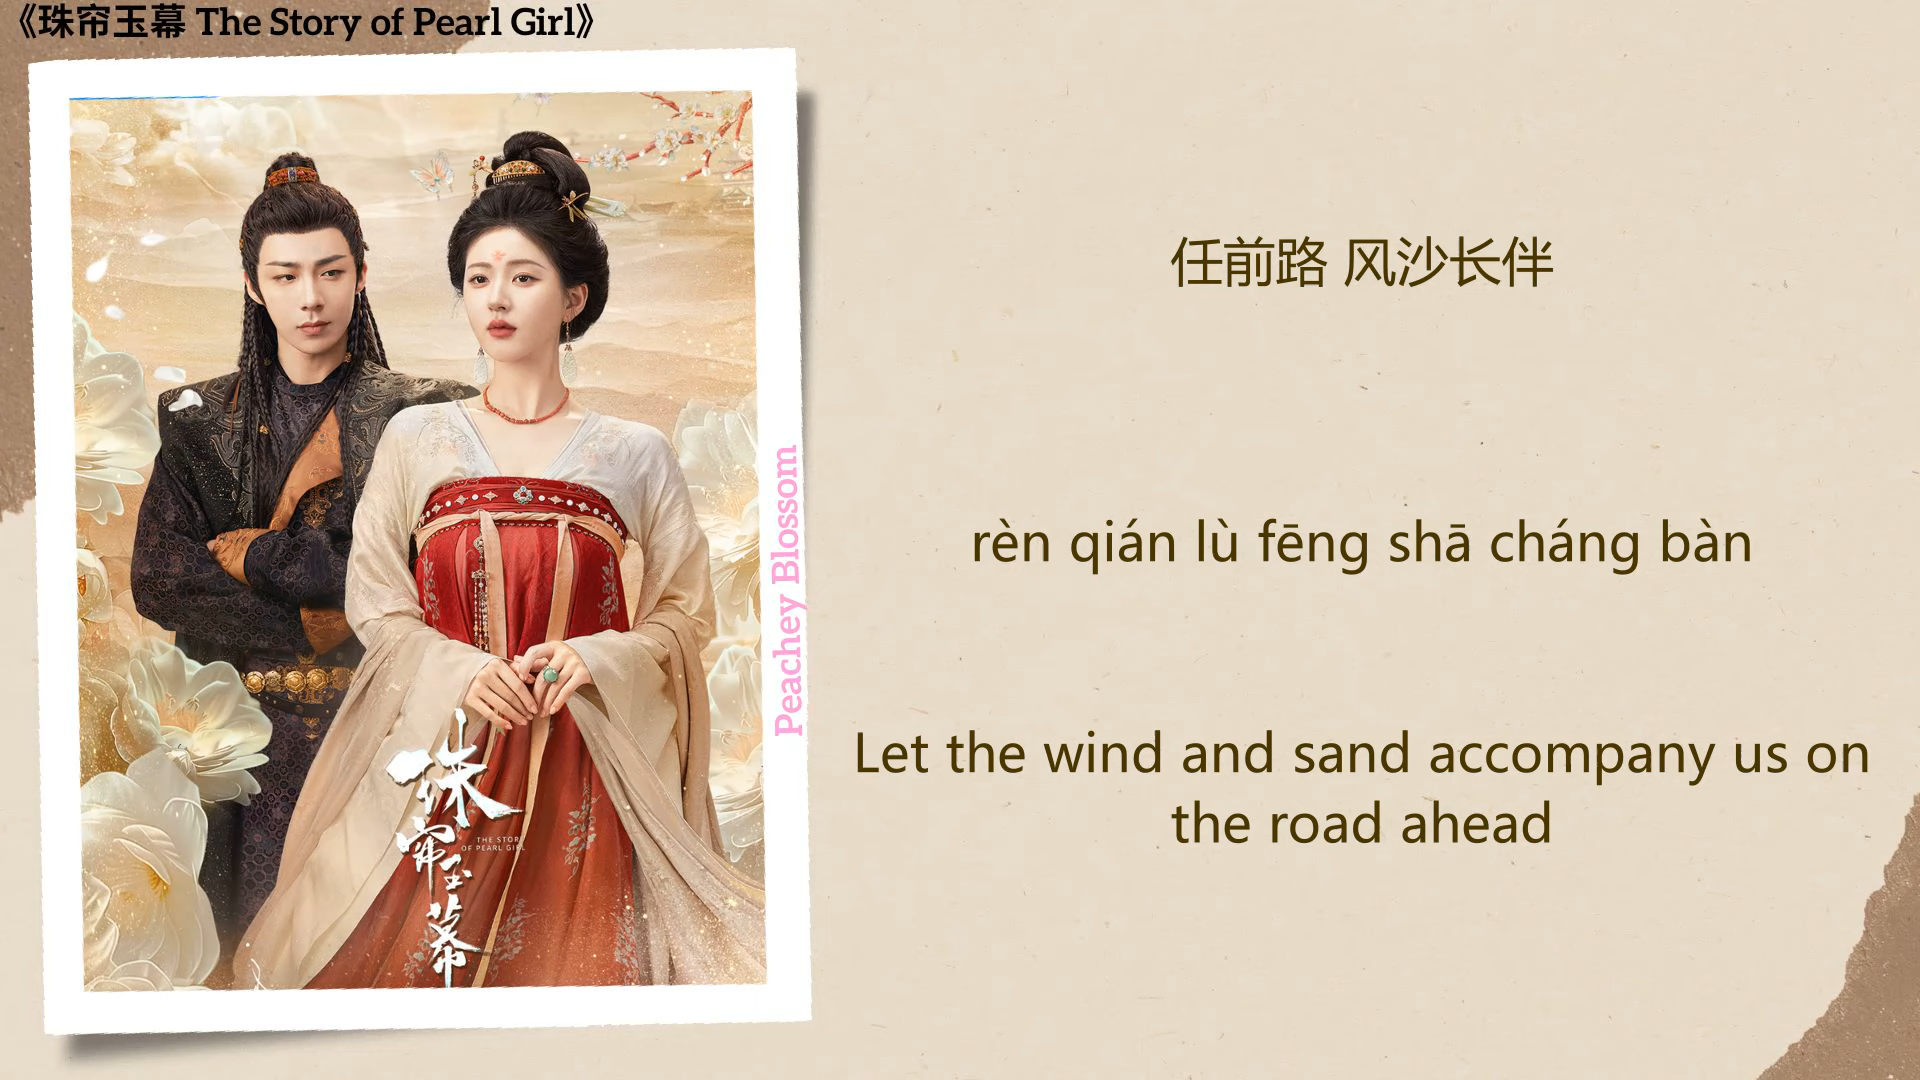 《珠帘玉幕 The Story of Pearl Girl》
任前路 风沙长伴
rèn qián lù fēng shā cháng bàn
Let the wind and sand accompany us on
the road ahead
Peachey Blossom
珠帘玉幕
THE STORY
OF PEARL GIRL